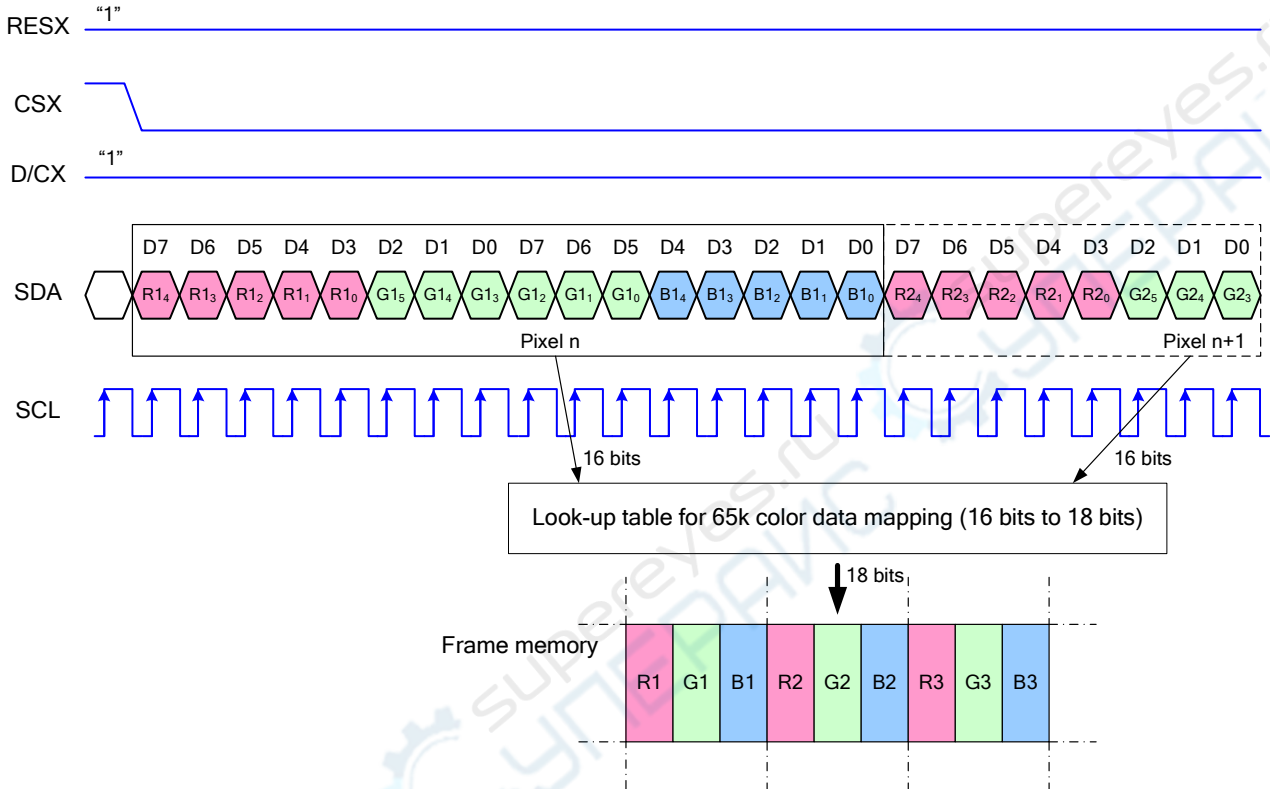 RESX “1”
CSX
D/CX “1”
D7 D6 D5 D4 D3 D2 D1 D0 D7 D6 D5 D4 D3 D2 D1 D0 D7 D6 D5 D4 D3 D2 D1 D0
SDA R1₄ R1₃ R1₂ R1₁ R1₀ G1₅ G1₄ G1₃ G1₂ G1₁ G1₀ B1₄ B1₃ B1₂ B1₁ B1₀ R2₄ R2₃ R2₂ R2₁ R2₀ G2₅ G2₄ G2₃
Pixel n Pixel n+1
SCL
16 bits 16 bits
Look-up table for 65k color data mapping (16 bits to 18 bits)
18 bits
Frame memory
R1 G1 B1 R2 G2 B2 R3 G3 B3
supereyes.ru
СУПЕРАЙС